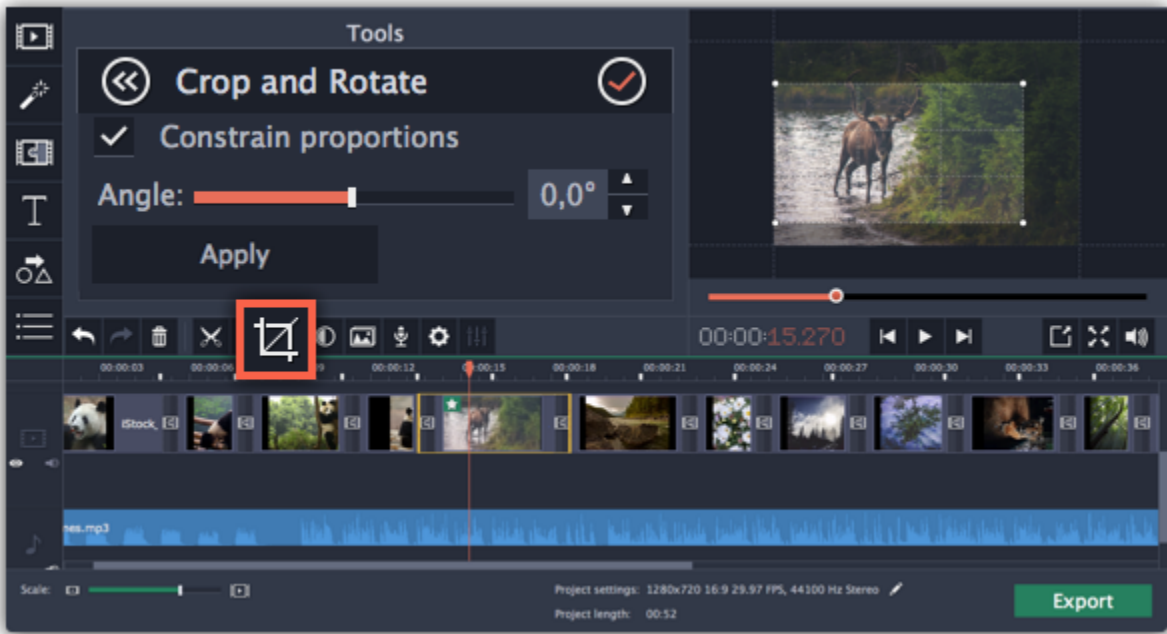 Tools
Crop and Rotate
Constrain proportions
Angle:
0,0°
T
Apply
00:00:15.270
00:00:03
00:00:06
09
00:00:12
00:00:15
00:00:18
00:00:21
00:00:24
00:00:27
00:00:30
00:00:33
00:00:36
iStock_
nes.mp3
Scale:
Project settings: 1280x720 16:9 29.97 FPS, 44100 Hz Stereo
Project length: 00:52
Export